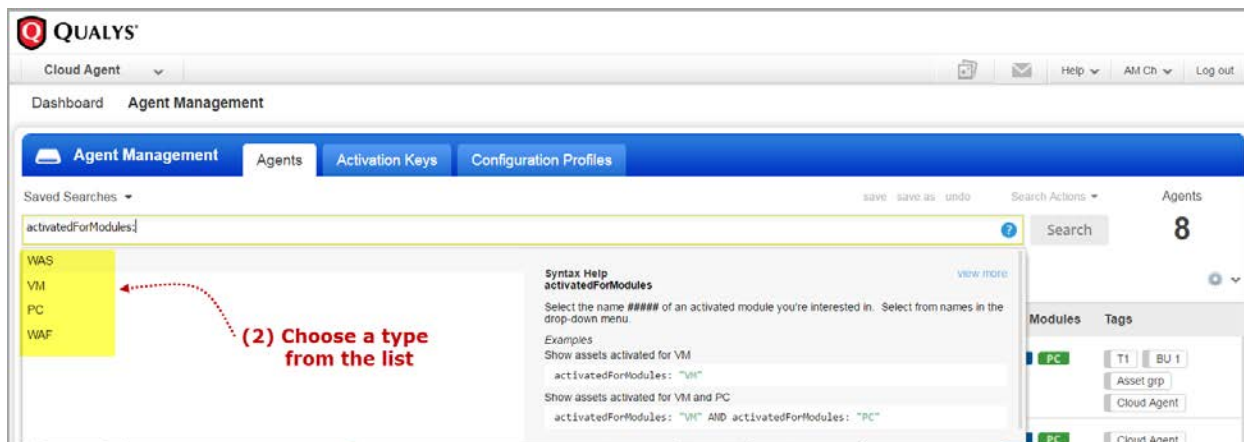 QUALYS®
Cloud Agent Help AM Ch Log out
Dashboard Agent Management
Agent Management Agents Activation Keys Configuration Profiles
Saved Searches save save as undo Search Actions Agents
activatedForModules: ? Search 8
WAS
VM
PC
WAF
(2) Choose a type
from the list
Syntax Help view more
activatedForModules
Select the name ##### of an activated module you're interested in. Select from names in the
drop-down menu.
Examples
Show assets activated for VM
activatedForModules: "VM"
Show assets activated for VM and PC
activatedForModules: "VM" AND activatedForModules: "PC"
Modules Tags
PC T1 BU 1
Asset grp
Cloud Agent
PC Cloud Agent